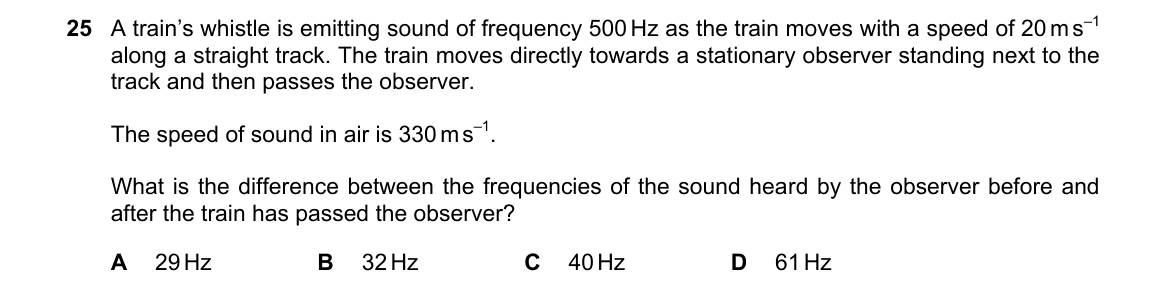 25 A train's whistle is emitting sound of frequency 500 Hz as the train moves with a speed of 20 m s⁻¹
along a straight track. The train moves directly towards a stationary observer standing next to the
track and then passes the observer.
The speed of sound in air is 330 m s⁻¹.
What is the difference between the frequencies of the sound heard by the observer before and
after the train has passed the observer?
A 29 Hz B 32 Hz C 40 Hz D 61 Hz